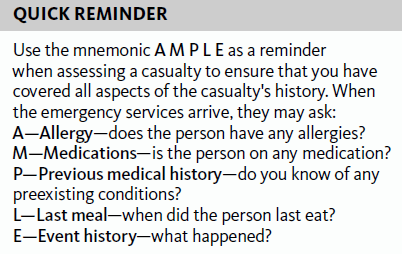 QUICK REMINDER
Use the mnemonic A M P L E as a reminder
when assessing a casualty to ensure that you have
covered all aspects of the casualty's history. When
the emergency services arrive, they may ask:
A—Allergy—does the person have any allergies?
M—Medications—is the person on any medication?
P—Previous medical history—do you know of any
preexisting conditions?
L—Last meal—when did the person last eat?
E—Event history—what happened?